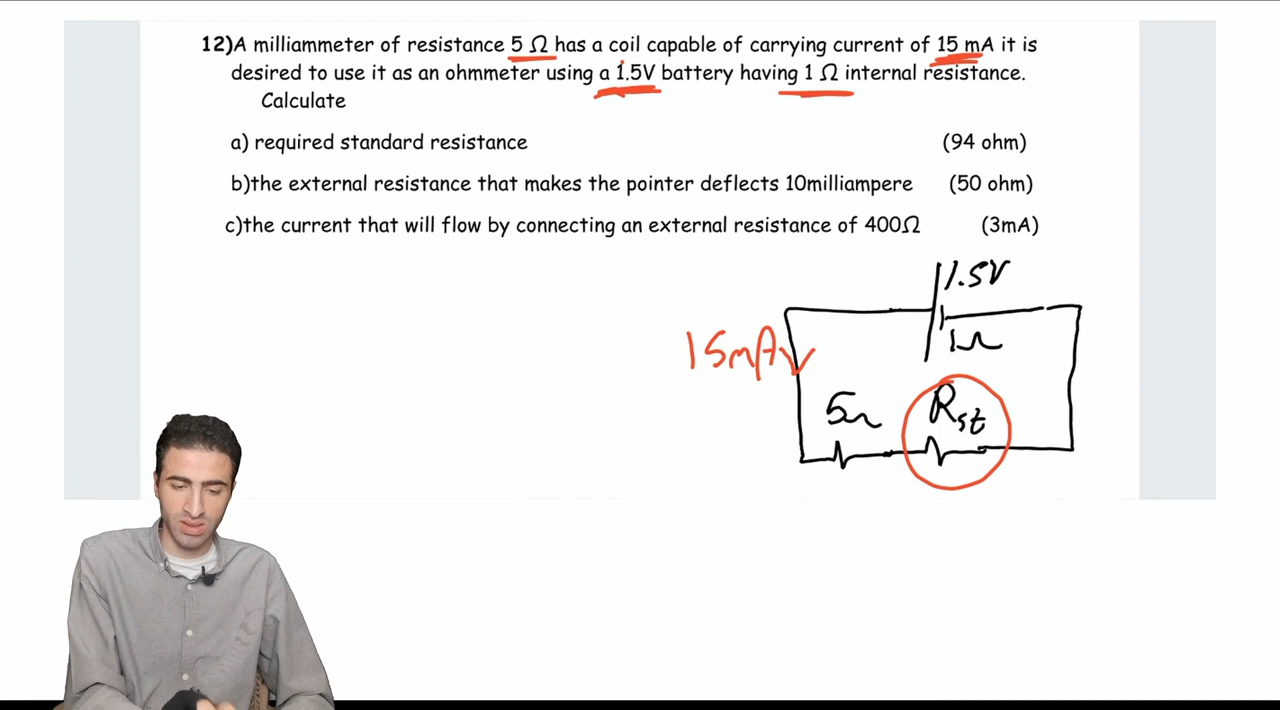 12)A milliammeter of resistance 5 Ω has a coil capable of carrying current of 15 mA it is
desired to use it as an ohmmeter using a 1.5V battery having 1 Ω internal resistance.
Calculate
a) required standard resistance (94 ohm)
b)the external resistance that makes the pointer deflects 10milliampere (50 ohm)
c)the current that will flow by connecting an external resistance of 400Ω (3mA)
1.5V
1Ω
15mA
5Ω
Rst